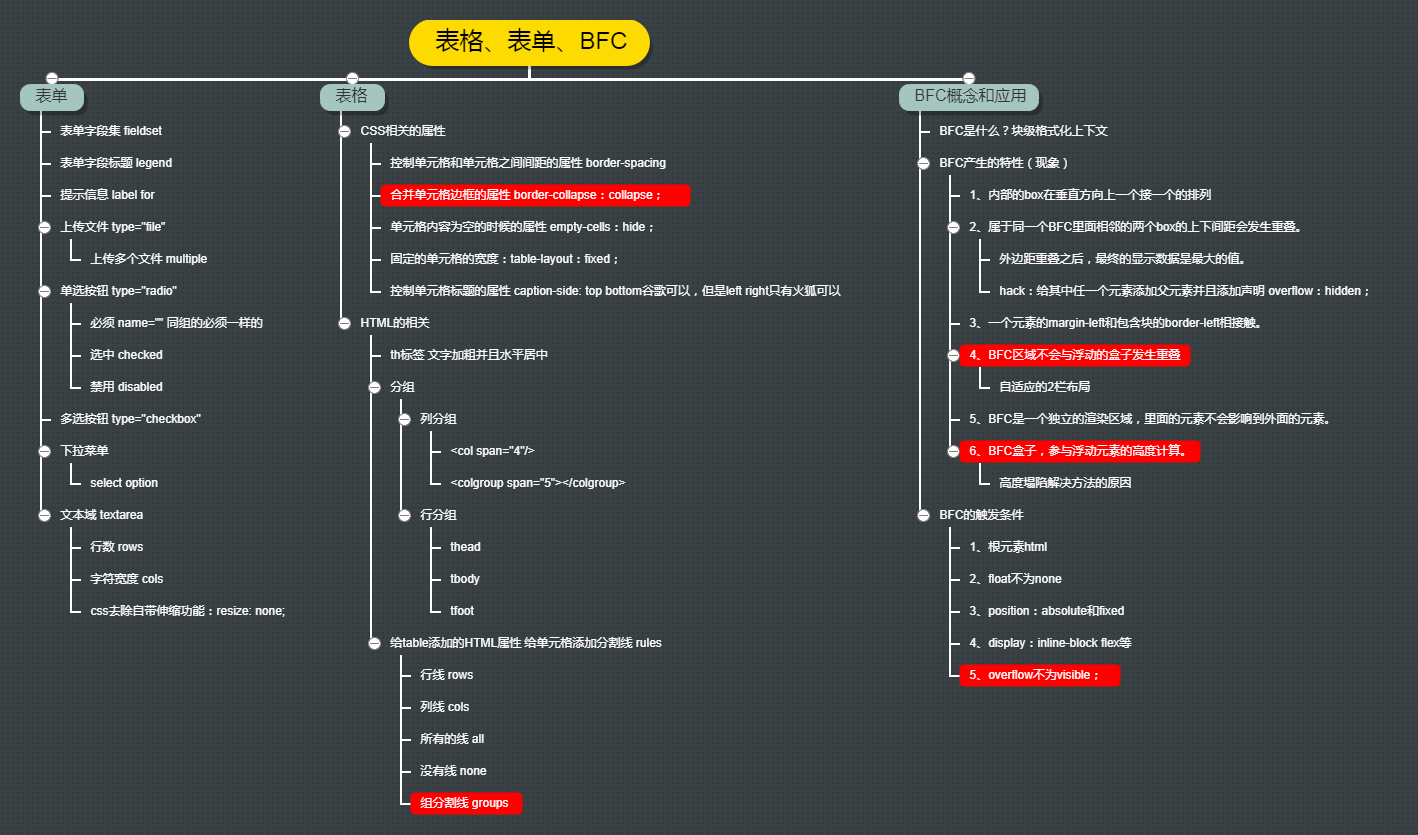 表格、表单、BFC
表单
表单字段集 fieldset
表单字段标题 legend
提示信息 label for
上传文件 type="file"
上传多个文件 multiple
单选按钮 type="radio"
必须 name="" 同组的必须一样的
选中 checked
禁用 disabled
多选按钮 type="checkbox"
下拉菜单
select option
文本域 textarea
行数 rows
字符宽度 cols
css去除自带伸缩功能：resize: none;
表格
CSS相关的属性
控制单元格和单元格之间间距的属性 border-spacing
合并单元格边框的属性 border-collapse：collapse；
单元格内容为空的时候的属性 empty-cells：hide；
固定的单元格的宽度：table-layout：fixed；
控制单元格标题的属性 caption-side: top bottom谷歌可以，但是left right只有火狐可以
HTML的相关
th标签 文字加粗并且水平居中
分组
列分组
<col span="4"/>
<colgroup span="5"></colgroup>
行分组
thead
tbody
tfoot
给table添加的HTML属性 给单元格添加分割线 rules
行线 rows
列线 cols
所有的线 all
没有线 none
组分割线 groups
BFC概念和应用
BFC是什么？块级格式化上下文
BFC产生的特性（现象）
1、内部的box在垂直方向上一个接一个的排列
2、属于同一个BFC里面相邻的两个box的上下间距会发生重叠。
外边距重叠之后，最终的显示数据是最大的值。
hack：给其中任一个元素添加父元素并且添加声明 overflow：hidden；
3、一个元素的margin-left和包含块的border-left相接触。
4、BFC区域不会与浮动的盒子发生重叠
自适应的2栏布局
5、BFC是一个独立的渲染区域，里面的元素不会影响到外面的元素。
6、BFC盒子，参与浮动元素的高度计算。
高度塌陷解决方法的原因
BFC的触发条件
1、根元素html
2、float不为none
3、position：absolute和fixed
4、display：inline-block flex等
5、overflow不为visible；